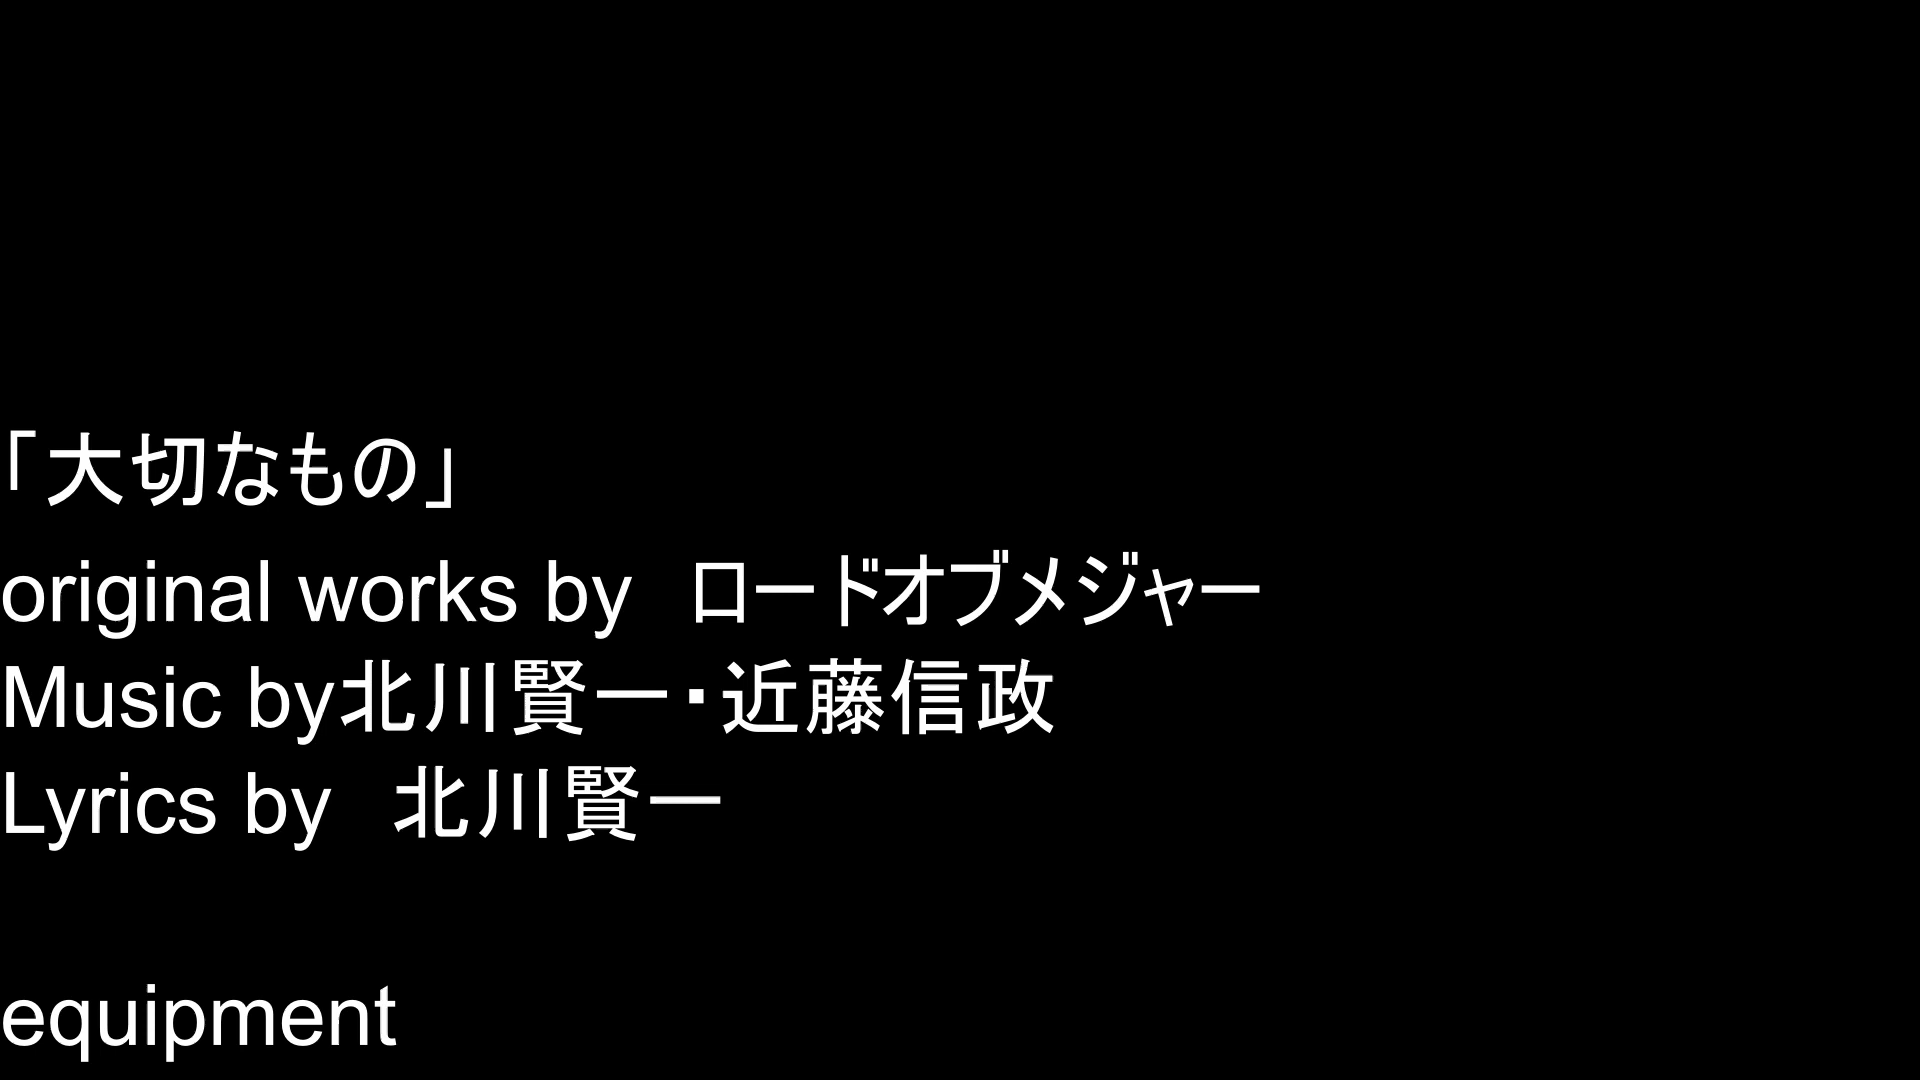 「大切なもの」
original works by　ロードオブメジャー
Music by北川賢一・近藤信政
Lyrics by　北川賢一
equipment